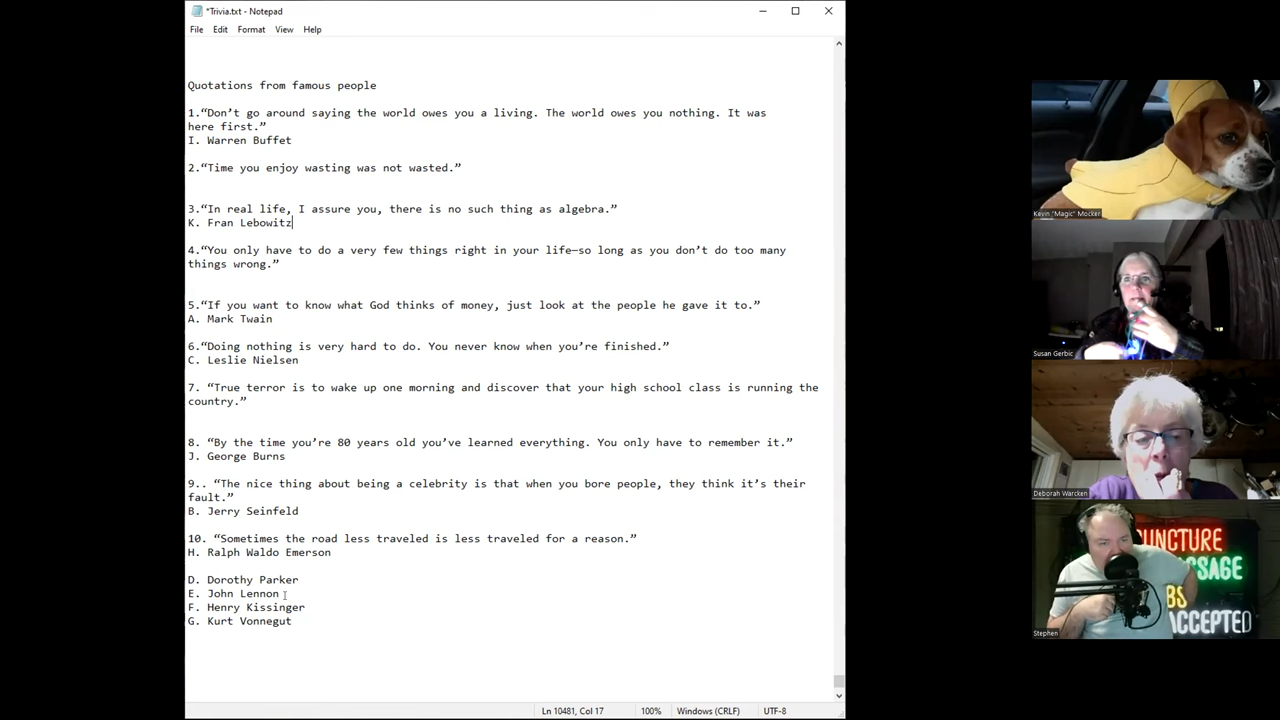 *Trivia.txt - Notepad
File Edit Format View Help
Quotations from famous people
1.“Don’t go around saying the world owes you a living. The world owes you nothing. It was
here first.”
I. Warren Buffet
2.“Time you enjoy wasting was not wasted.”
3.“In real life, I assure you, there is no such thing as algebra.”
K. Fran Lebowitz
4.“You only have to do a very few things right in your life—so long as you don’t do too many
things wrong.”
5.“If you want to know what God thinks of money, just look at the people he gave it to.”
A. Mark Twain
6.“Doing nothing is very hard to do. You never know when you’re finished.”
C. Leslie Nielsen
7. “True terror is to wake up one morning and discover that your high school class is running the
country.”
8. “By the time you’re 80 years old you’ve learned everything. You only have to remember it.”
J. George Burns
9.. “The nice thing about being a celebrity is that when you bore people, they think it’s their
fault.”
B. Jerry Seinfeld
10. “Sometimes the road less traveled is less traveled for a reason.”
H. Ralph Waldo Emerson
D. Dorothy Parker
E. John Lennon
F. Henry Kissinger
G. Kurt Vonnegut
Ln 10481, Col 17 100% Windows (CRLF) UTF-8
Kevin "Magic" Mocker
Susan Gerbic
Deborah Warcken
PUNCTURE
SSAGE
BS
ACCEPTED
Stephen